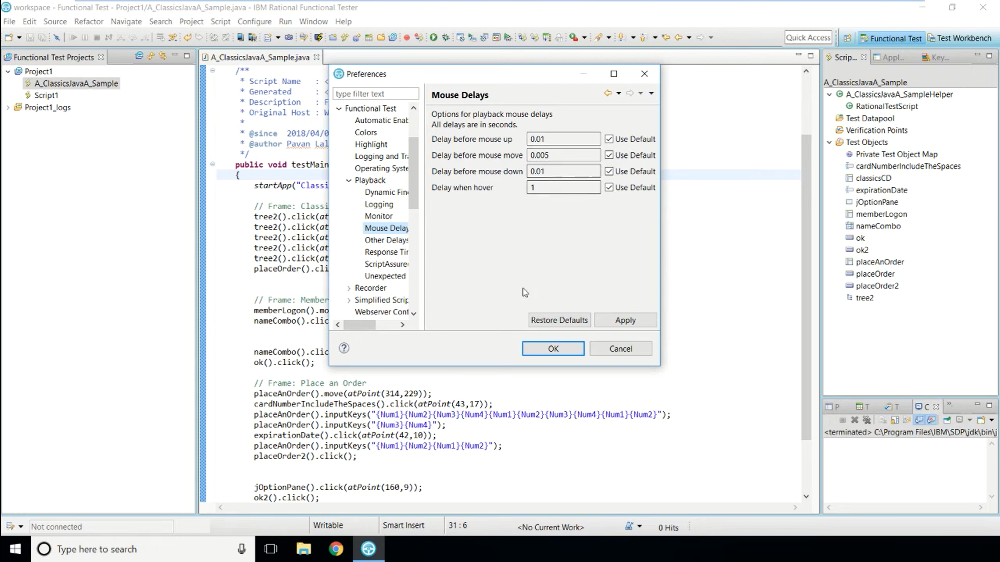 workspace - Functional Test - Project1/A_ClassicsJavaA_Sample.java - IBM Rational Functional Tester
File Edit Source Refactor Navigate Search Project Script Configure Run Window Help
Quick Access Functional Test Test Workbench
Functional Test Projects
Project1
A_ClassicsJavaA_Sample
Script1
Project1_logs
A_ClassicsJavaA_Sample.java
/**
* Script Name : <
* Generated : <
* Description : F
* Original Host : W
*
* @since 2018/04/0
* @author Pavan Lal
*/
public void testMain
{
startApp("Classi
// Frame: Classi
tree2().click(at
tree2().click(at
tree2().click(at
tree2().click(at
tree2().click(at
placeOrder().cli
// Frame: Member
memberLogon().mo
nameCombo().clic
nameCombo().clic
ok().click();
// Frame: Place an Order
placeAnOrder().move(atPoint(314,229));
cardNumberIncludeTheSpaces().click(atPoint(43,17));
placeAnOrder().inputKeys("{Num1}{Num2}{Num3}{Num4}{Num1}{Num2}{Num3}{Num4}{Num1}{Num2}");
placeAnOrder().inputKeys("{Num3}{Num4}");
expirationDate().click(atPoint(42,10));
placeAnOrder().inputKeys("{Num1}{Num2}{Num1}{Num2}");
placeOrder2().click();
jOptionPane().click(atPoint(160,9));
ok2().click();
Preferences
type filter text
Functional Test
Automatic Enab
Colors
Highlight
Logging and Tra
Operating Syste
Playback
Dynamic Find
Logging
Monitor
Mouse Delay
Other Delays
Response Tir
ScriptAssure
Unexpected
Recorder
Simplified Scrip
Webserver Cont
Mouse Delays
Options for playback mouse delays
All delays are in seconds.
Delay before mouse up 0.01 Use Default
Delay before mouse move 0.005 Use Default
Delay before mouse down 0.01 Use Default
Delay when hover 1 Use Default
Restore Defaults Apply
OK Cancel
Scrip... Appl... Key...
A_ClassicsJavaA_Sample
A_ClassicsJavaA_SampleHelper
RationalTestScript
Test Datapool
Verification Points
Test Objects
Private Test Object Map
cardNumberIncludeTheSpaces
classicsCD
expirationDate
jOptionPane
memberLogon
nameCombo
ok
ok2
placeAnOrder
placeOrder
placeOrder2
tree2
P T T C
<terminated> C:\Program Files\IBM\SDP\jdk\bin\j
Not connected Writable Smart Insert 31 : 6 <No Current Work> 0 Hits
Type here to search